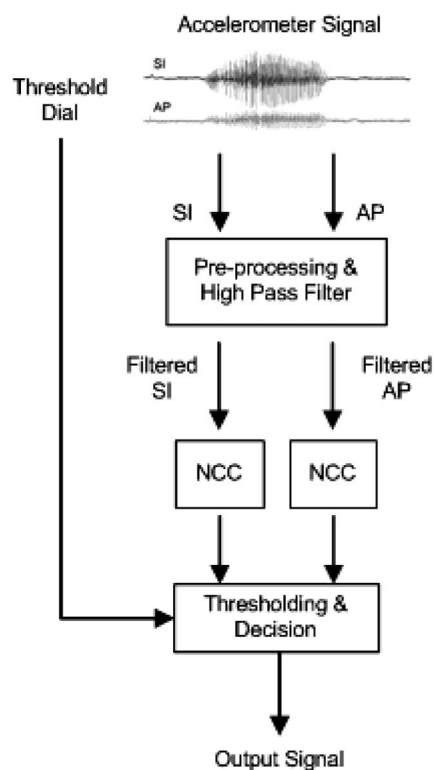 Accelerometer Signal
SI
AP
Threshold
Dial
SI
AP
Pre-processing &
High Pass Filter
Filtered
SI
Filtered
AP
NCC
NCC
Thresholding &
Decision
Output Signal